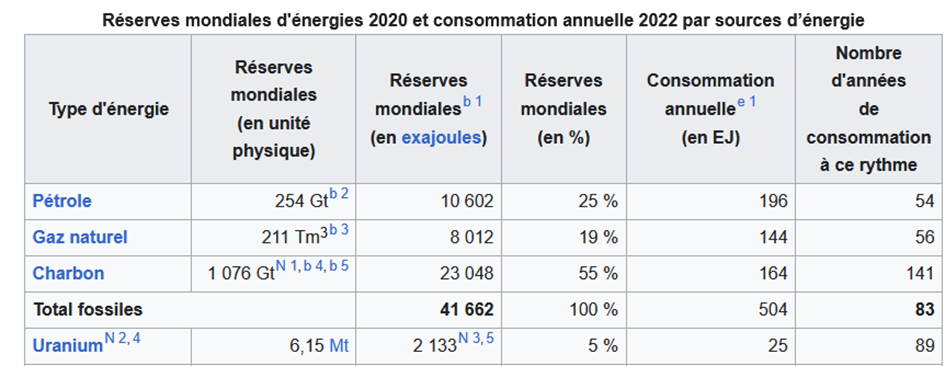 Réserves mondiales d'énergies 2020 et consommation annuelle 2022 par sources d’énergie
Type d'énergie | Réserves mondiales (en unité physique) | Réserves mondiales b 1 (en exajoules) | Réserves mondiales (en %) | Consommation annuelle e 1 (en EJ) | Nombre d'années de consommation à ce rythme
Pétrole | 254 Gt b 2 | 10 602 | 25 % | 196 | 54
Gaz naturel | 211 Tm3 b 3 | 8 012 | 19 % | 144 | 56
Charbon | 1 076 Gt N 1, b 4, b 5 | 23 048 | 55 % | 164 | 141
Total fossiles | 41 662 | 100 % | 504 | 83
Uranium N 2, 4 | 6,15 Mt | 2 133 N 3, 5 | 5 % | 25 | 89